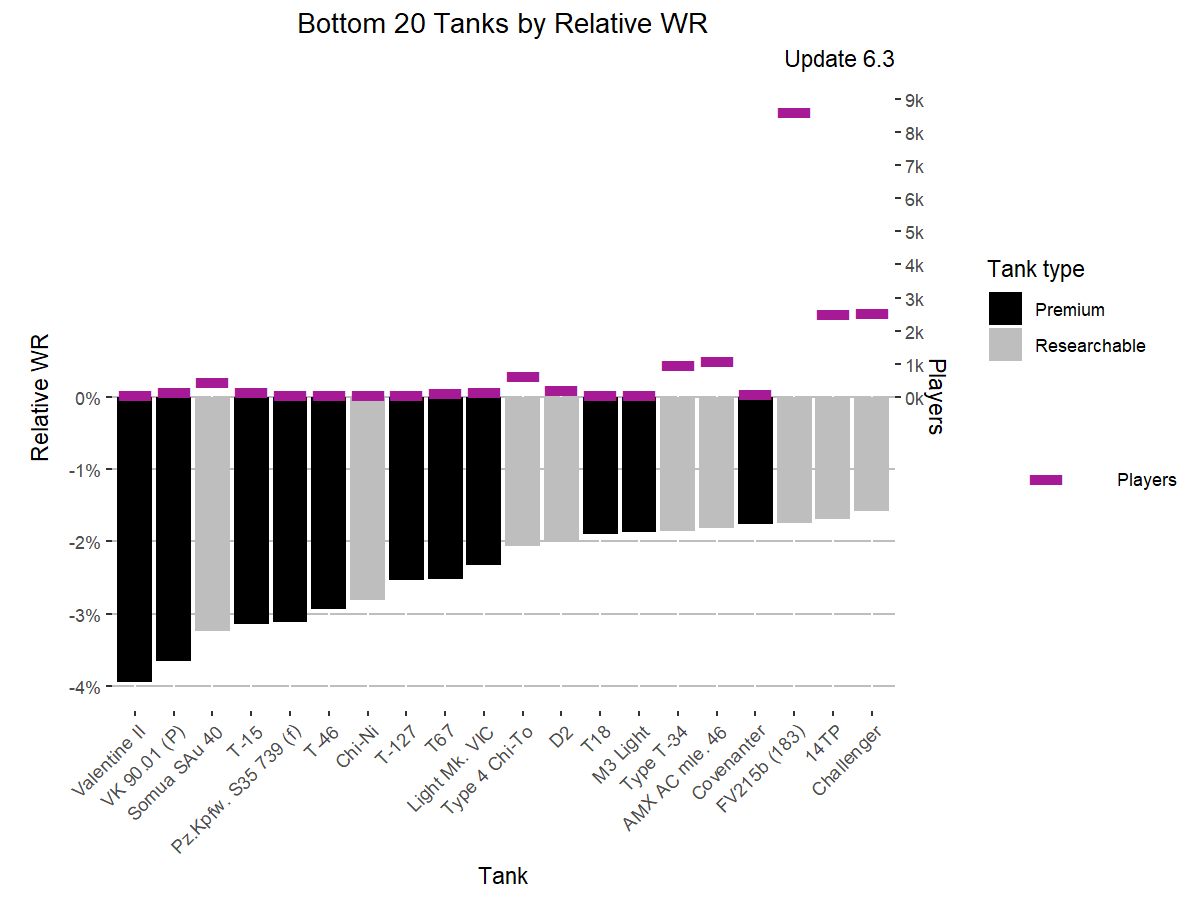 Bottom 20 Tanks by Relative WR
Update 6.3
Relative WR
0%
-1%
-2%
-3%
-4%
9k
8k
7k
6k
5k
4k
3k
2k
1k
0k
Players
Valentine II
VK 90.01 (P)
Somua SAu 40
T-15
Pz.Kpfw. S35 739 (f)
T-46
Chi-Ni
T-127
T67
Light Mk. VIC
Type 4 Chi-To
D2
T18
M3 Light
Type T-34
AMX AC mle. 46
Covenanter
FV215b (183)
14TP
Challenger
Tank
Tank type
Premium
Researchable
Players